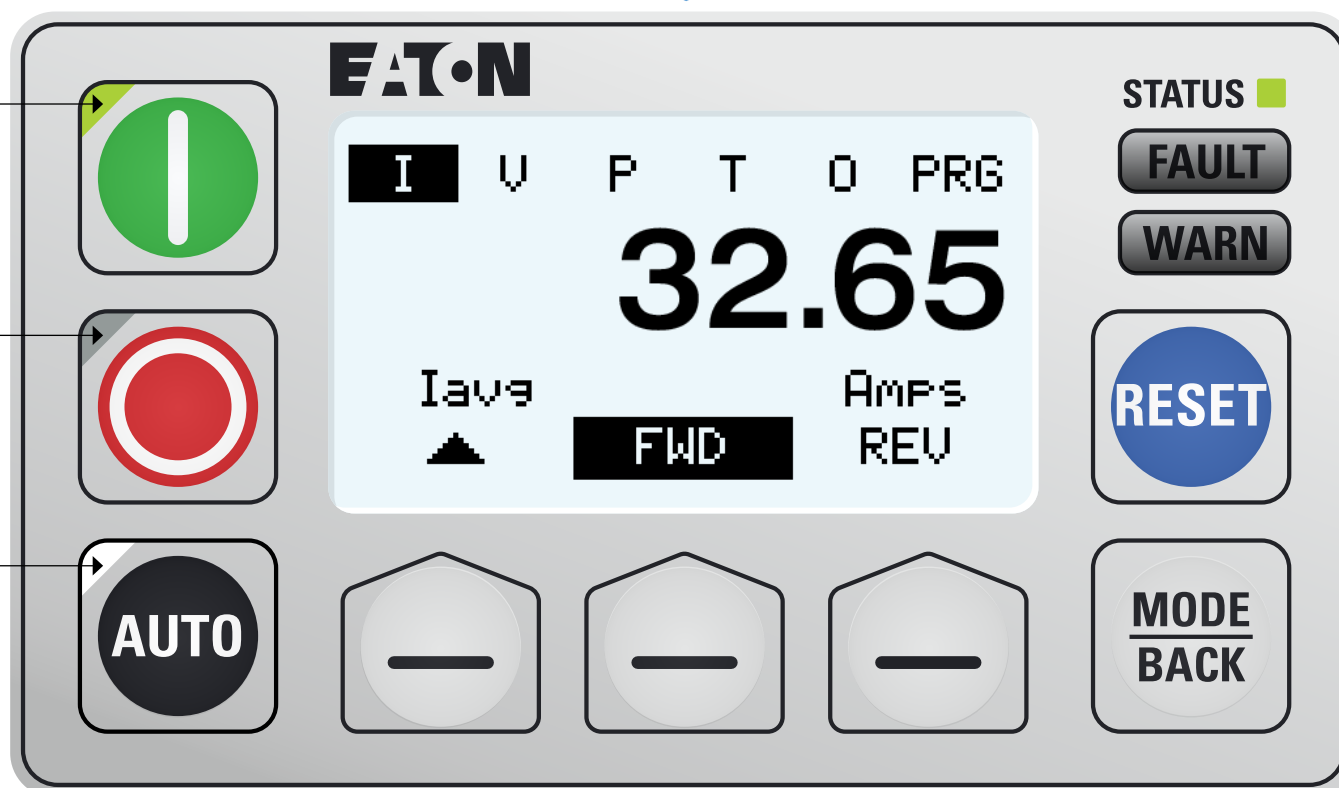 EATON
STATUS
I V P T O PRG
FAULT
WARN
32.65
Iavg Amps
FWD REV
RESET
AUTO
MODE
BACK